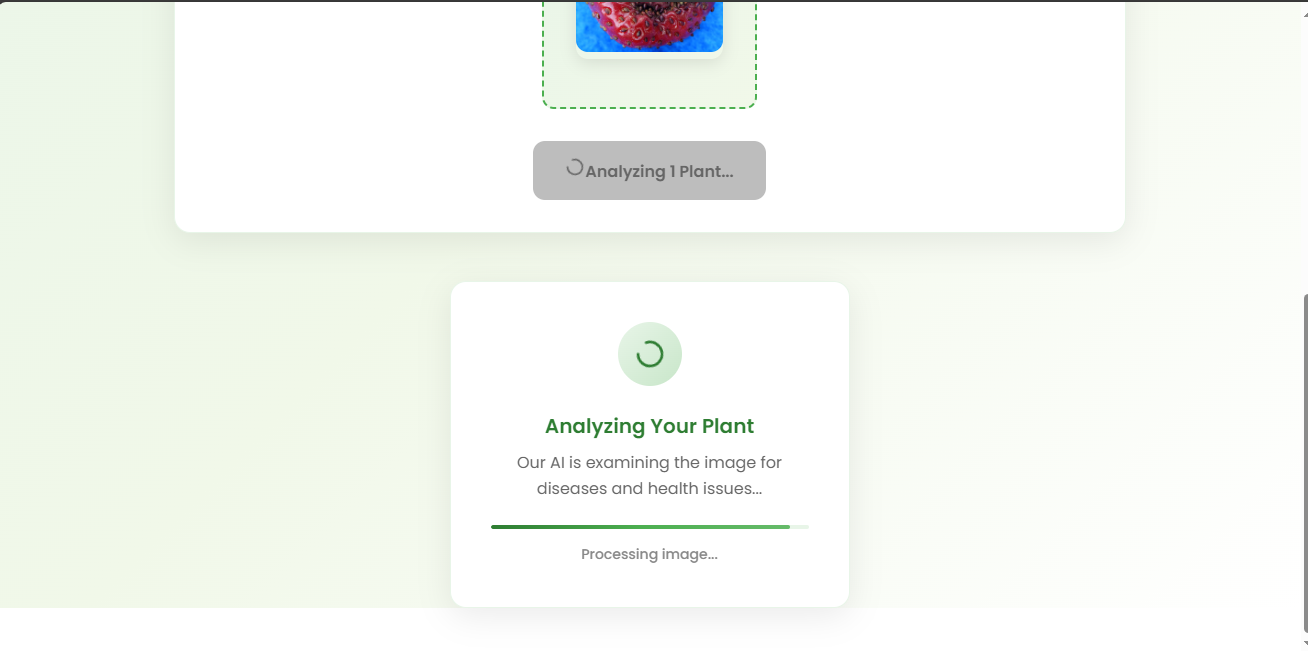 Analyzing 1 Plant...
Analyzing Your Plant
Our AI is examining the image for
diseases and health issues...
Processing image...